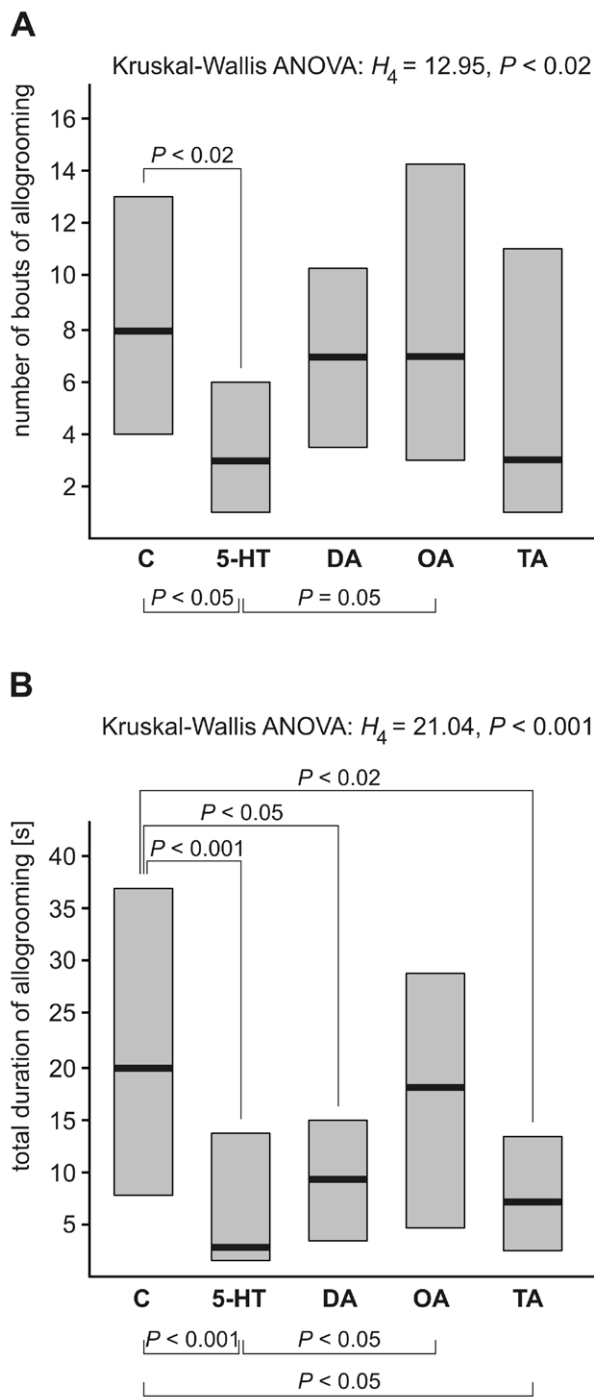 A
Kruskal-Wallis ANOVA: H4 = 12.95, P < 0.02
number of bouts of allogrooming
16
14
12
10
8
6
4
2
P < 0.02
C 5-HT DA OA TA
P < 0.05 P = 0.05
B
Kruskal-Wallis ANOVA: H4 = 21.04, P < 0.001
P < 0.02
P < 0.05
P < 0.001
total duration of allogrooming [s]
40
35
30
25
20
15
10
5
C 5-HT DA OA TA
P < 0.001 P < 0.05
P < 0.05